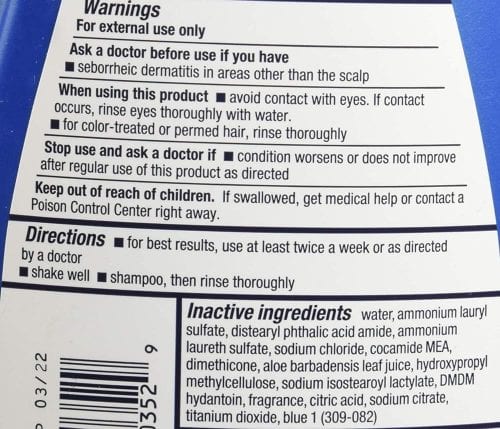 Warnings
For external use only
Ask a doctor before use if you have
■ seborrheic dermatitis in areas other than the scalp
When using this product ■ avoid contact with eyes. If contact
occurs, rinse eyes thoroughly with water.
■ for color-treated or permed hair, rinse thoroughly
Stop use and ask a doctor if ■ condition worsens or does not improve
after regular use of this product as directed
Keep out of reach of children. If swallowed, get medical help or contact a
Poison Control Center right away.
Directions ■ for best results, use at least twice a week or as directed
by a doctor
■ shake well ■ shampoo, then rinse thoroughly
Inactive ingredients water, ammonium lauryl
sulfate, distearyl phthalic acid amide, ammonium
laureth sulfate, sodium chloride, cocamide MEA,
dimethicone, aloe barbadensis leaf juice, hydroxypropyl
methylcellulose, sodium isostearoyl lactylate, DMDM
hydantoin, fragrance, citric acid, sodium citrate,
titanium dioxide, blue 1 (309-082)
03/22
0352
9